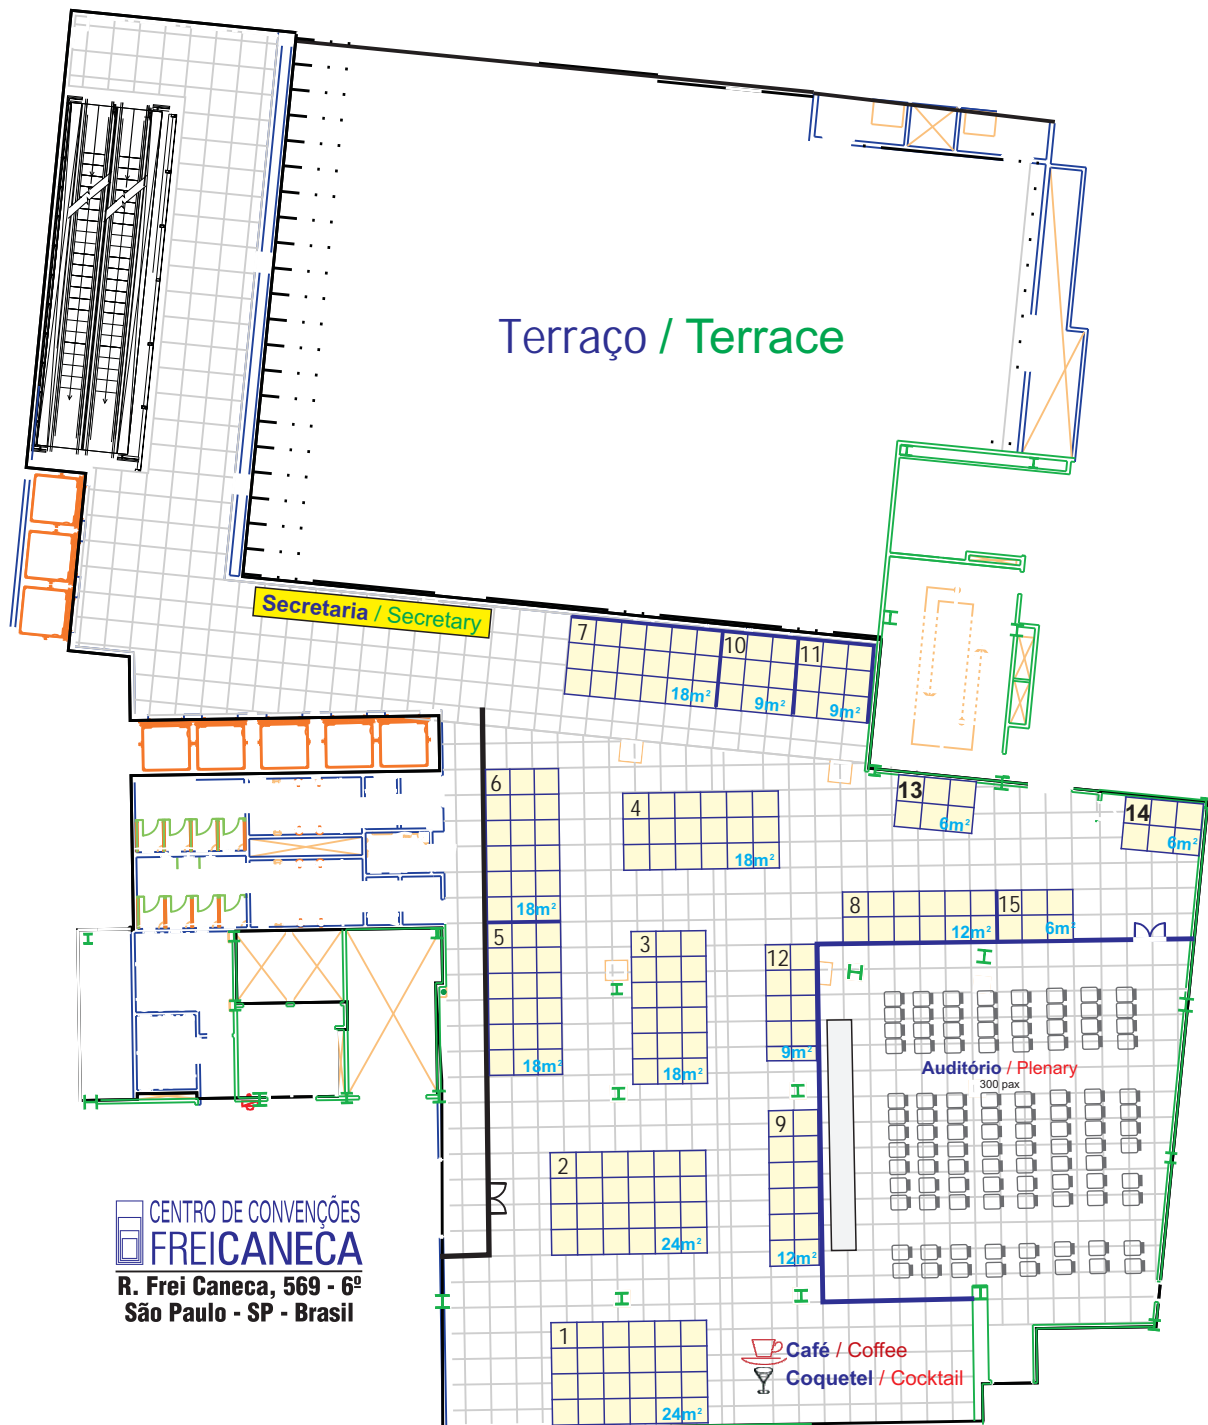 Terraço / Terrace
Secretaria / Secretary
7
18m²
10
9m²
11
9m²
6
18m²
4
18m²
13
6m²
14
6m²
8
12m²
15
6m²
5
18m²
3
18m²
12
9m²
Auditório / Plenary
300 pax
9
12m²
2
24m²
CENTRO DE CONVENÇÕES
FREICANECA
R. Frei Caneca, 569 - 6º
São Paulo - SP - Brasil
1
24m²
Café / Coffee
Coquetel / Cocktail